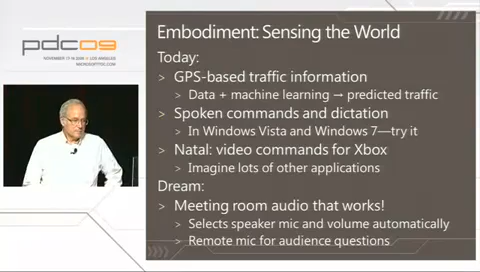 pdc09
NOVEMBER 17-19 2009 // LOS ANGELES
MICROSOFTPDC.COM
Embodiment: Sensing the World
Today:
> GPS-based traffic information
> Data + machine learning → predicted traffic
> Spoken commands and dictation
> In Windows Vista and Windows 7—try it
> Natal: video commands for Xbox
> Imagine lots of other applications
Dream:
> Meeting room audio that works!
> Selects speaker mic and volume automatically
> Remote mic for audience questions